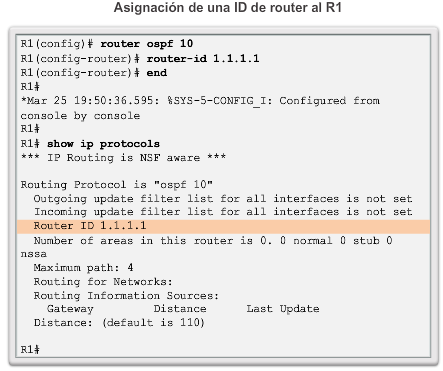 Asignación de una ID de router al R1
R1(config)# router ospf 10
R1(config-router)# router-id 1.1.1.1
R1(config-router)# end
R1#
*Mar 25 19:50:36.595: %SYS-5-CONFIG_I: Configured from
console by console
R1#
R1# show ip protocols
*** IP Routing is NSF aware ***
Routing Protocol is "ospf 10"
Outgoing update filter list for all interfaces is not set
Incoming update filter list for all interfaces is not set
Router ID 1.1.1.1
Number of areas in this router is 0. 0 normal 0 stub 0
nssa
Maximum path: 4
Routing for Networks:
Routing Information Sources:
Gateway Distance Last Update
Distance: (default is 110)
R1#